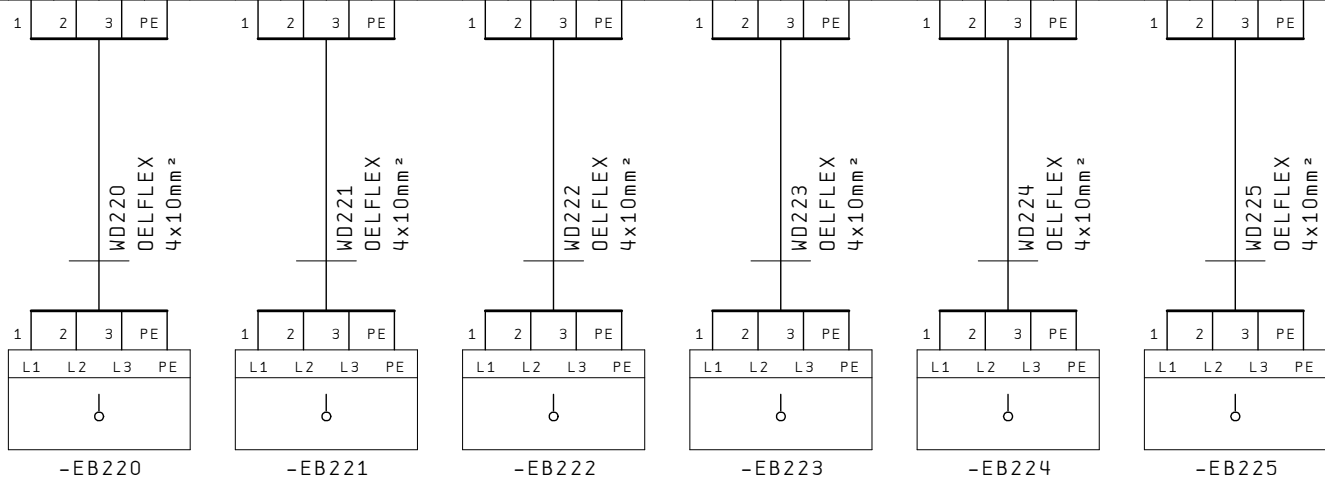 1 2 3 PE 1 2 3 PE 1 2 3 PE 1 2 3 PE 1 2 3 PE 1 2 3 PE
WD220
OELFLEX
4x10mm²
WD221
OELFLEX
4x10mm²
WD222
OELFLEX
4x10mm²
WD223
OELFLEX
4x10mm²
WD224
OELFLEX
4x10mm²
WD225
OELFLEX
4x10mm²
1 2 3 PE 1 2 3 PE 1 2 3 PE 1 2 3 PE 1 2 3 PE 1 2 3 PE
L1 L2 L3 PE L1 L2 L3 PE L1 L2 L3 PE L1 L2 L3 PE L1 L2 L3 PE L1 L2 L3 PE
-EB220 -EB221 -EB222 -EB223 -EB224 -EB225